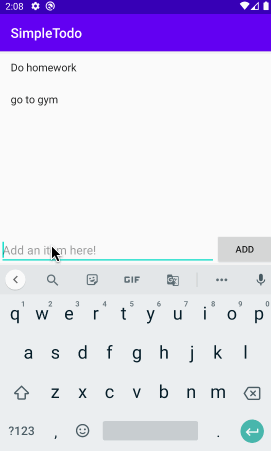 2:08
SimpleTodo
Do homework
go to gym
Add an item here!
ADD
GIF
1 2 3 4 5 6 7 8 9 0
q w e r t y u i o p
a s d f g h j k l
z x c v b n m
?123 , .